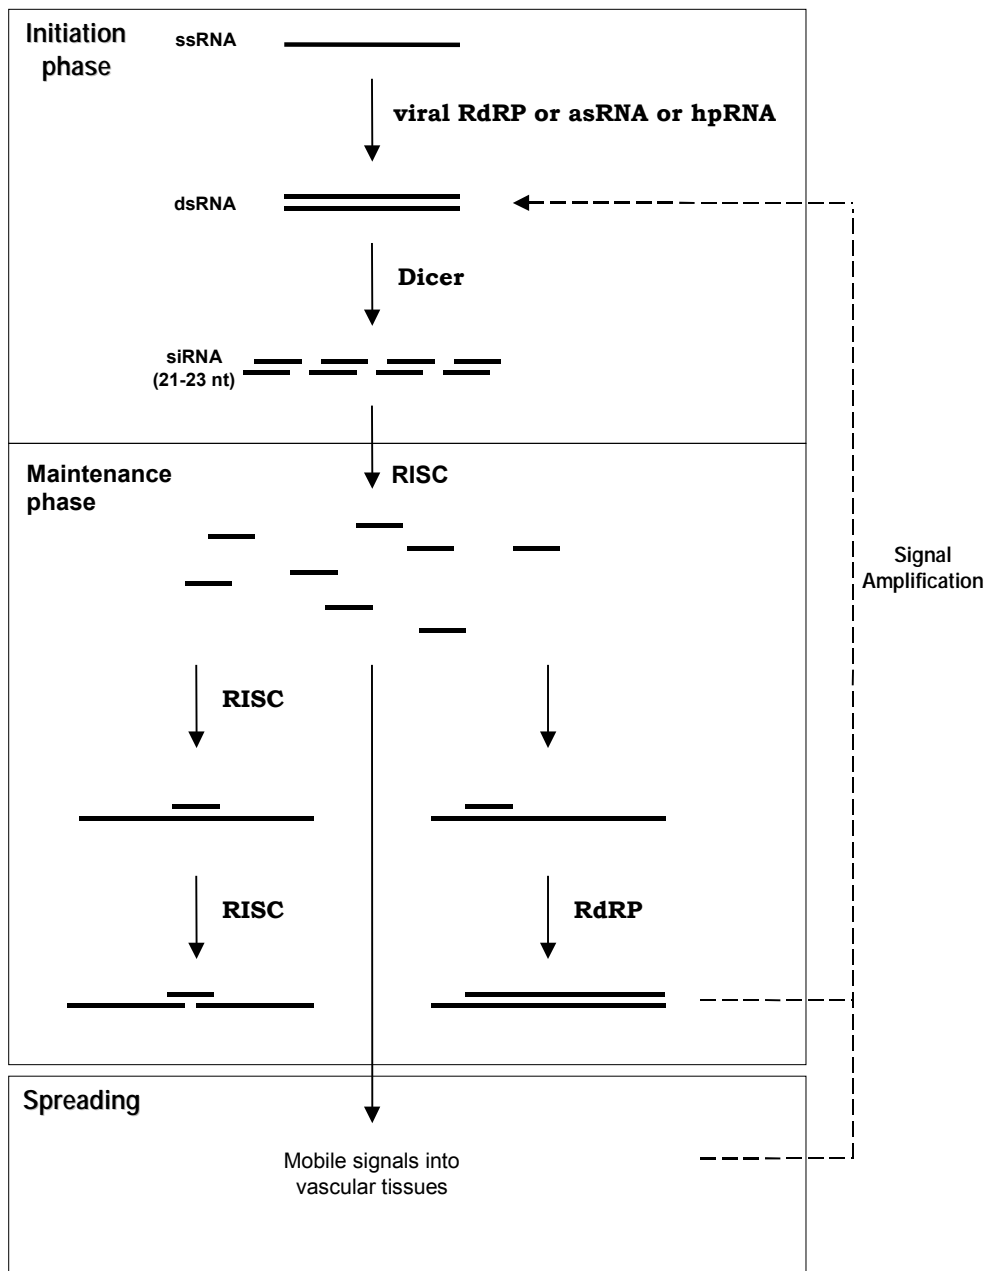 Initiation
phase
ssRNA
viral RdRP or asRNA or hpRNA
dsRNA
Dicer
siRNA
(21-23 nt)
Maintenance
phase
RISC
Signal
Amplification
RISC
RISC
RdRP
Spreading
Mobile signals into
vascular tissues